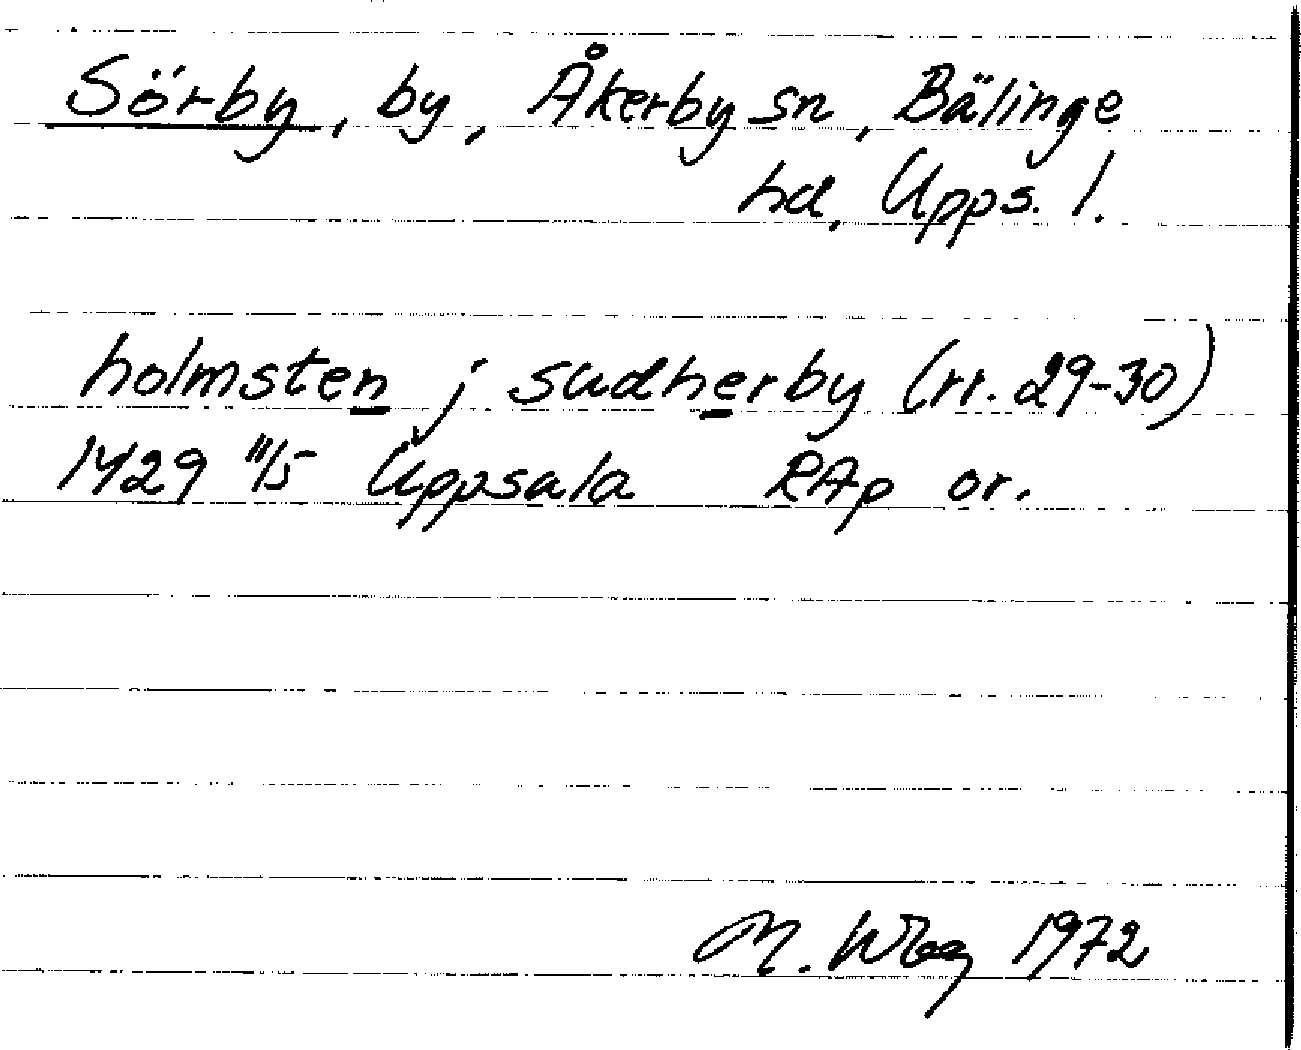 Sörby, by, Åkerby sn, Bälinge
hd, Upps. l.
holmsten j sudherby (rr. 29-30)
1429 11/5 Uppsala RAp or.
M. Wbg 1972